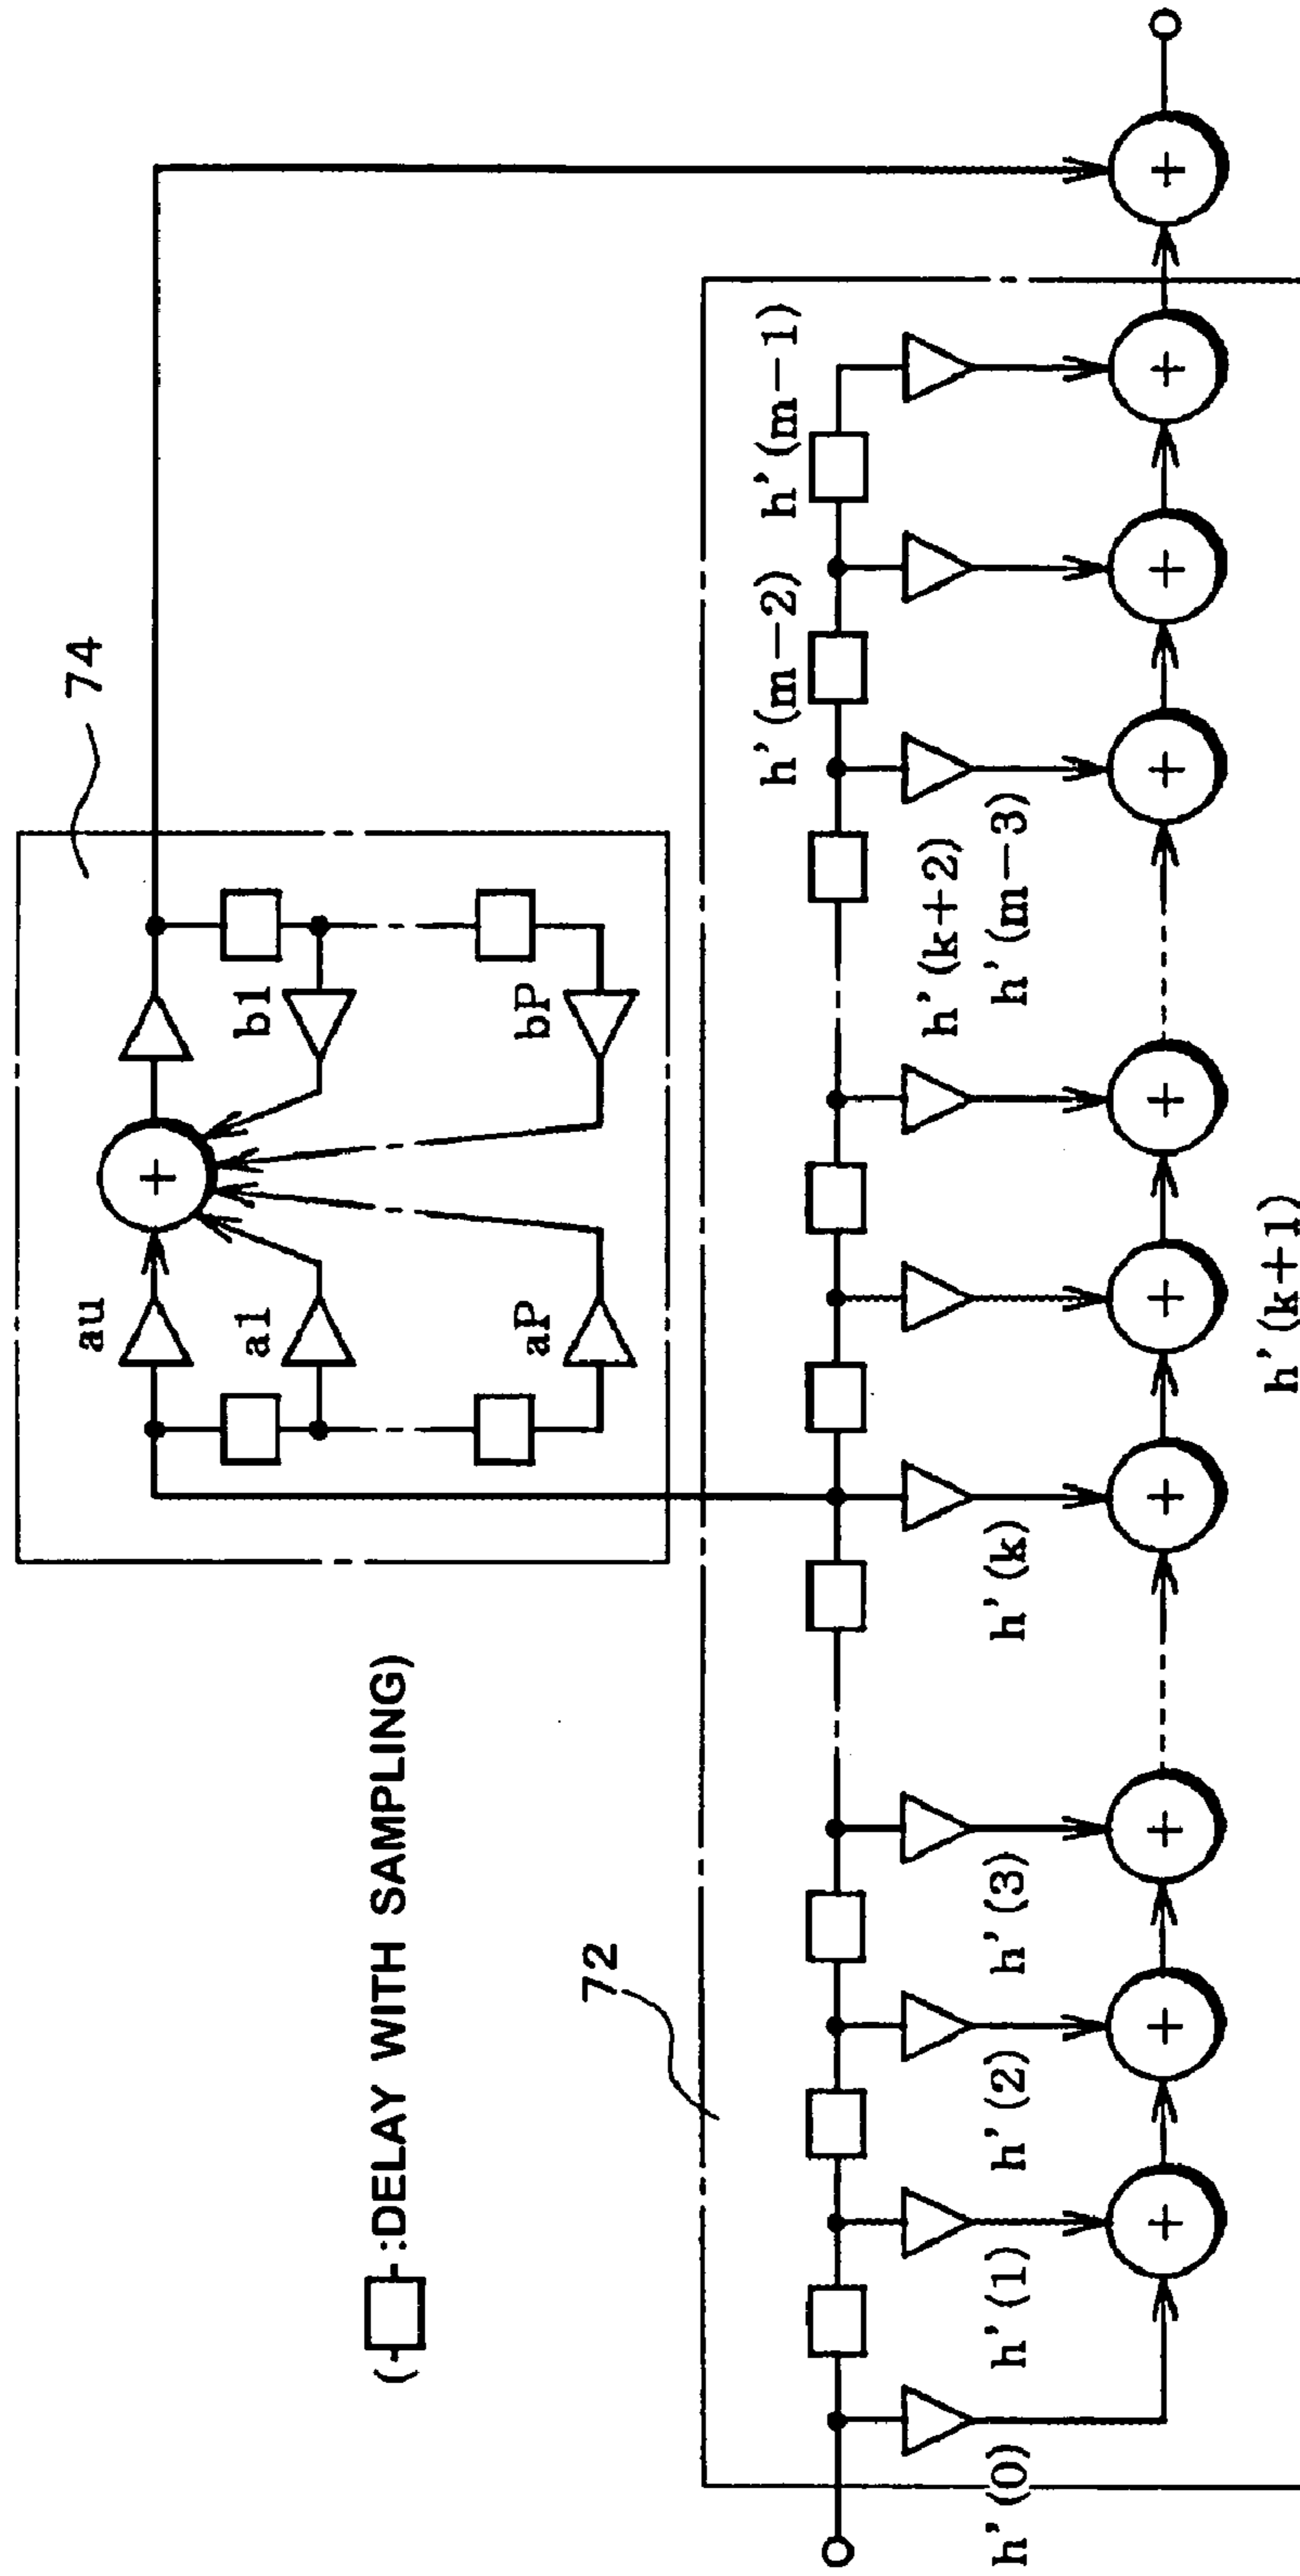 74
au
a1
aP
b1
bP
(-□-:DELAY WITH SAMPLING)
72
h'(m−2)
h'(m−1)
h'(k+2)
h'(m−3)
h'(0)
h'(1)
h'(2)
h'(3)
h'(k)
h'(k+1)
+
+
+
+
+
+
+
+
+
+
+